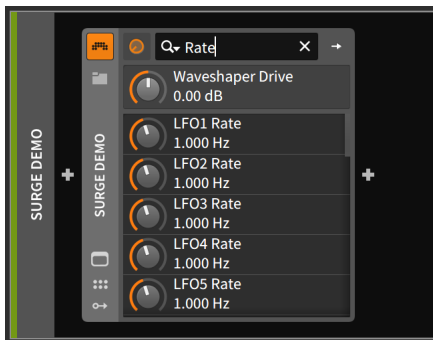 SURGE DEMO
SURGE DEMO
Rate
Waveshaper Drive
0.00 dB
LFO1 Rate
1.000 Hz
LFO2 Rate
1.000 Hz
LFO3 Rate
1.000 Hz
LFO4 Rate
1.000 Hz
LFO5 Rate
1.000 Hz